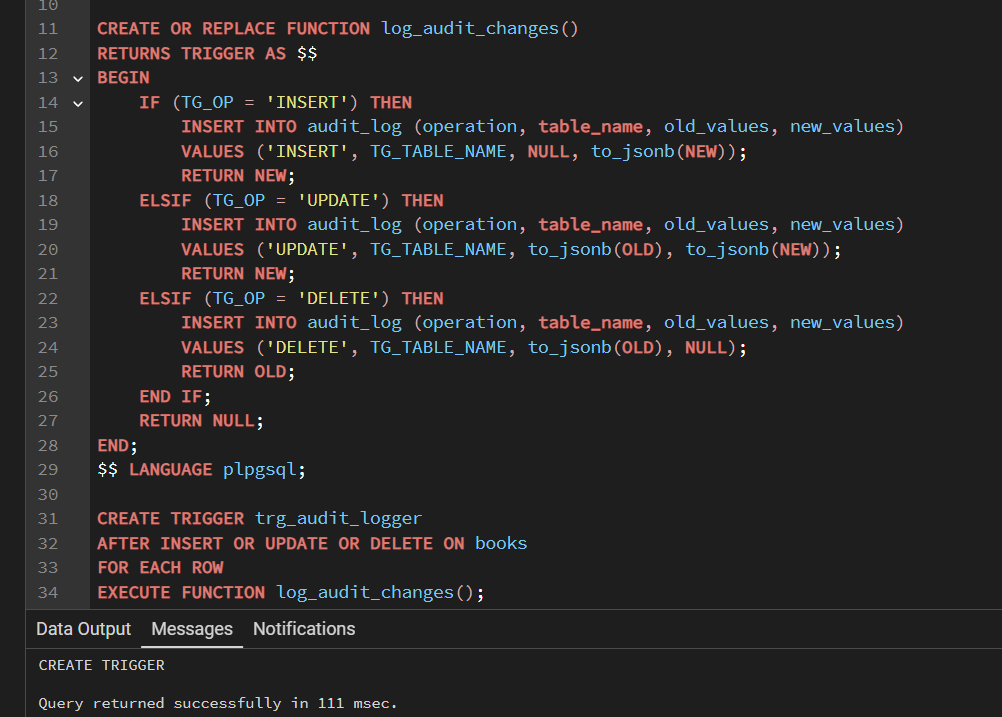 10
11 CREATE OR REPLACE FUNCTION log_audit_changes()
12 RETURNS TRIGGER AS $$
13 BEGIN
14     IF (TG_OP = 'INSERT') THEN
15         INSERT INTO audit_log (operation, table_name, old_values, new_values)
16         VALUES ('INSERT', TG_TABLE_NAME, NULL, to_jsonb(NEW));
17         RETURN NEW;
18     ELSIF (TG_OP = 'UPDATE') THEN
19         INSERT INTO audit_log (operation, table_name, old_values, new_values)
20         VALUES ('UPDATE', TG_TABLE_NAME, to_jsonb(OLD), to_jsonb(NEW));
21         RETURN NEW;
22     ELSIF (TG_OP = 'DELETE') THEN
23         INSERT INTO audit_log (operation, table_name, old_values, new_values)
24         VALUES ('DELETE', TG_TABLE_NAME, to_jsonb(OLD), NULL);
25         RETURN OLD;
26     END IF;
27     RETURN NULL;
28 END;
29 $$ LANGUAGE plpgsql;
30
31 CREATE TRIGGER trg_audit_logger
32 AFTER INSERT OR UPDATE OR DELETE ON books
33 FOR EACH ROW
34 EXECUTE FUNCTION log_audit_changes();
Data Output Messages Notifications
CREATE TRIGGER
Query returned successfully in 111 msec.